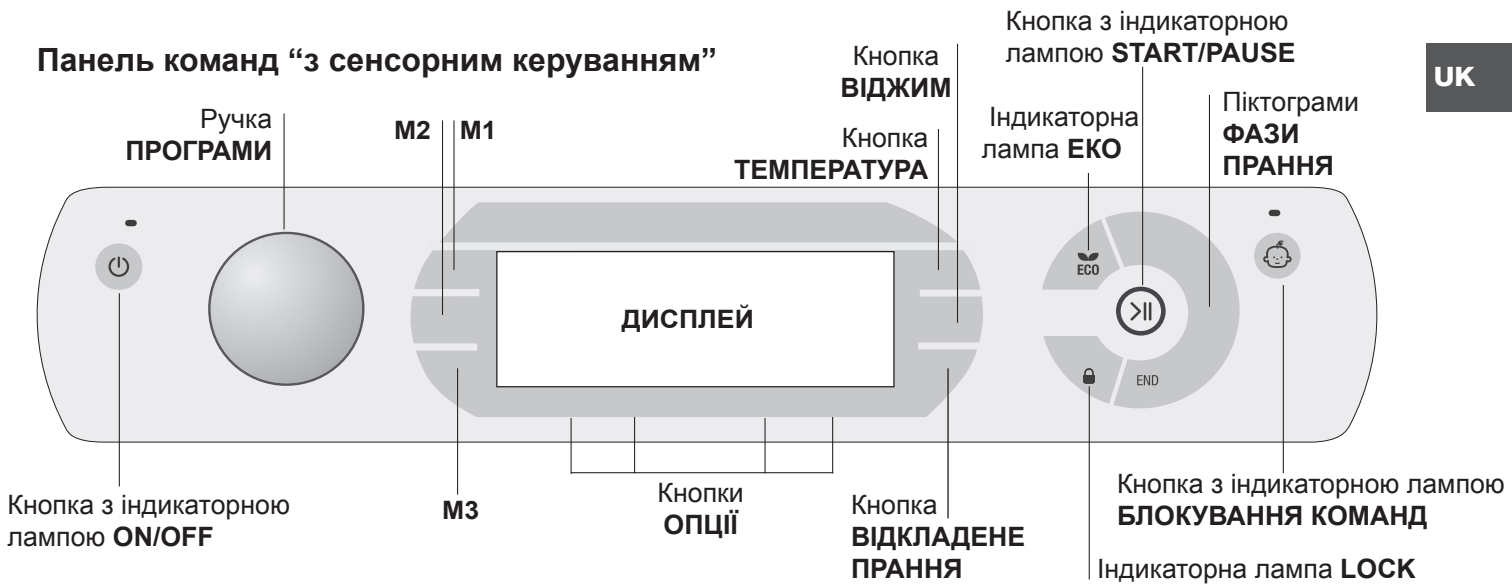 Панель команд “з сенсорним керуванням”
UK
Ручка
ПРОГРАМИ
M2
M1
Кнопка
ВІДЖИМ
Кнопка
ТЕМПЕРАТУРА
Кнопка з індикаторною
лампою START/PAUSE
Індикаторна
лампа ЕКО
Піктограми
ФАЗИ
ПРАННЯ
ДИСПЛЕЙ
ECO
END
Кнопка з індикаторною
лампою ON/OFF
M3
Кнопки
ОПЦІЇ
Кнопка
ВІДКЛАДЕНЕ
ПРАННЯ
Кнопка з індикаторною лампою
БЛОКУВАННЯ КОМАНД
Індикаторна лампа LOCK